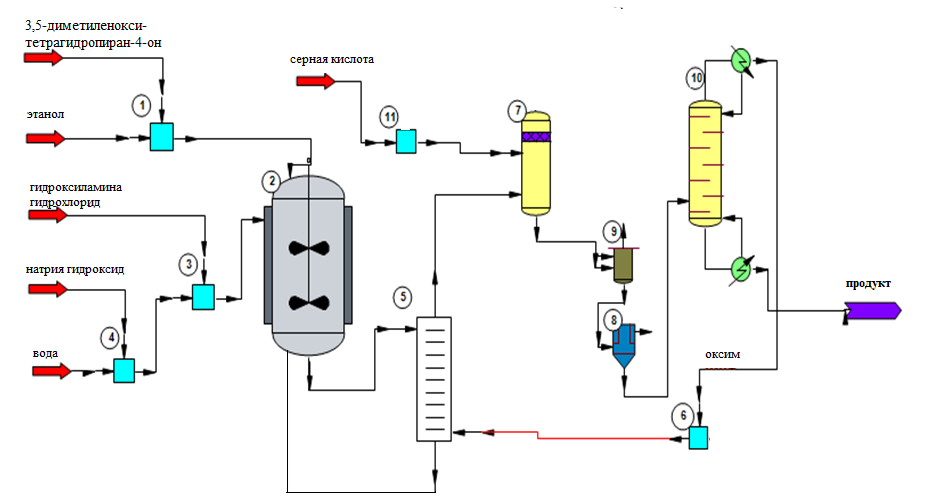 3,5-диметиленокси-
тетрагидропиран-4-он
серная кислота
10
7
1
11
этанол
2
гидроксиламина
гидрохлорид
9
3
натрия гидроксид
5
продукт
8
4
вода
оксим
6